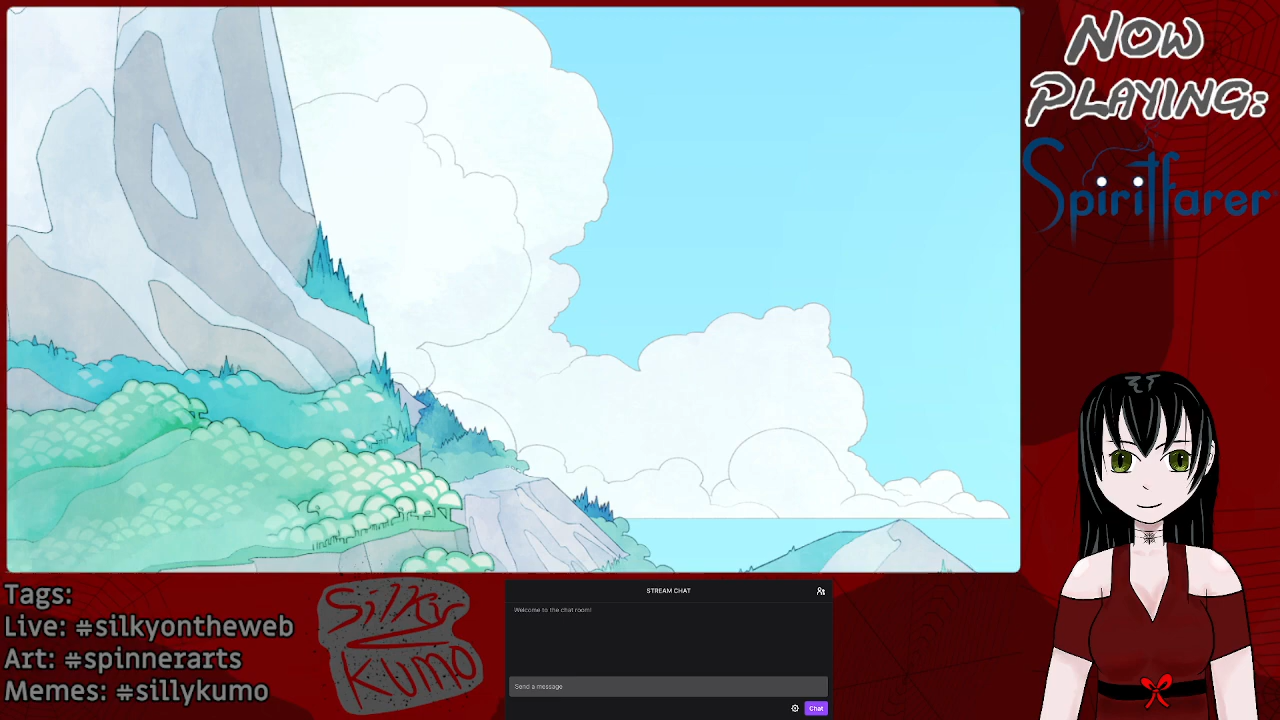 Now
Playing:
Spiritfarer
Tags:
Live: #silkyontheweb
Art: #spinnerarts
Memes: #sillykumo
Silky
Kumo
STREAM CHAT
Welcome to the chat room!
Send a message
Chat